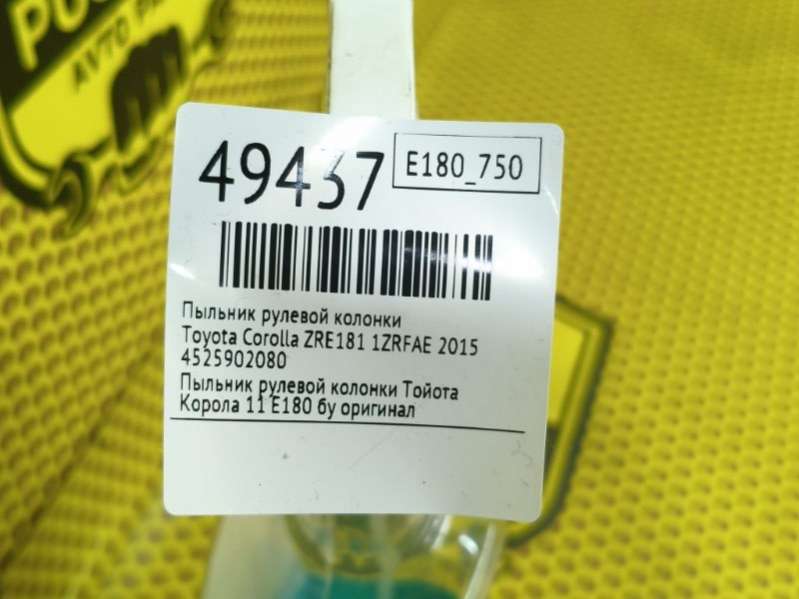 AVTO
49437
E180_750
Пыльник рулевой колонки
Toyota Corolla ZRE181 1ZRFAE 2015
4525902080
Пыльник рулевой колонки Тойота
Корола 11 E180 бу оригинал